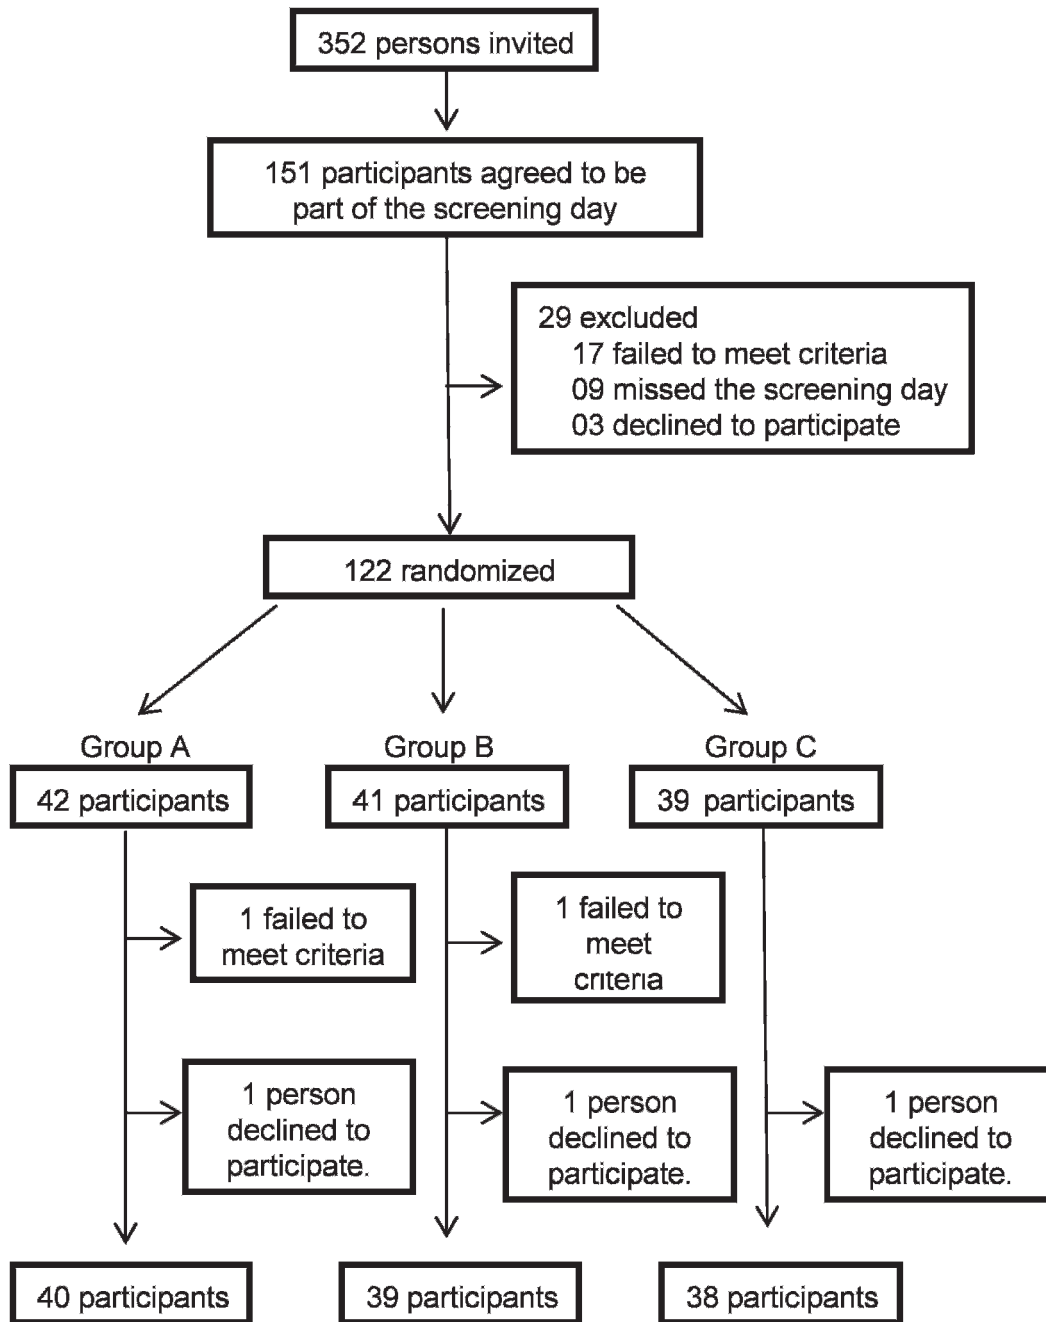 352 persons invited
151 participants agreed to be
part of the screening day
29 excluded
17 failed to meet criteria
09 missed the screening day
03 declined to participate
122 randomized
Group A
Group B
Group C
42 participants
41 participants
39 participants
1 failed to
meet criteria
1 failed to
meet
criteria
1 person
declined to
participate.
1 person
declined to
participate.
1 person
declined to
participate.
40 participants
39 participants
38 participants